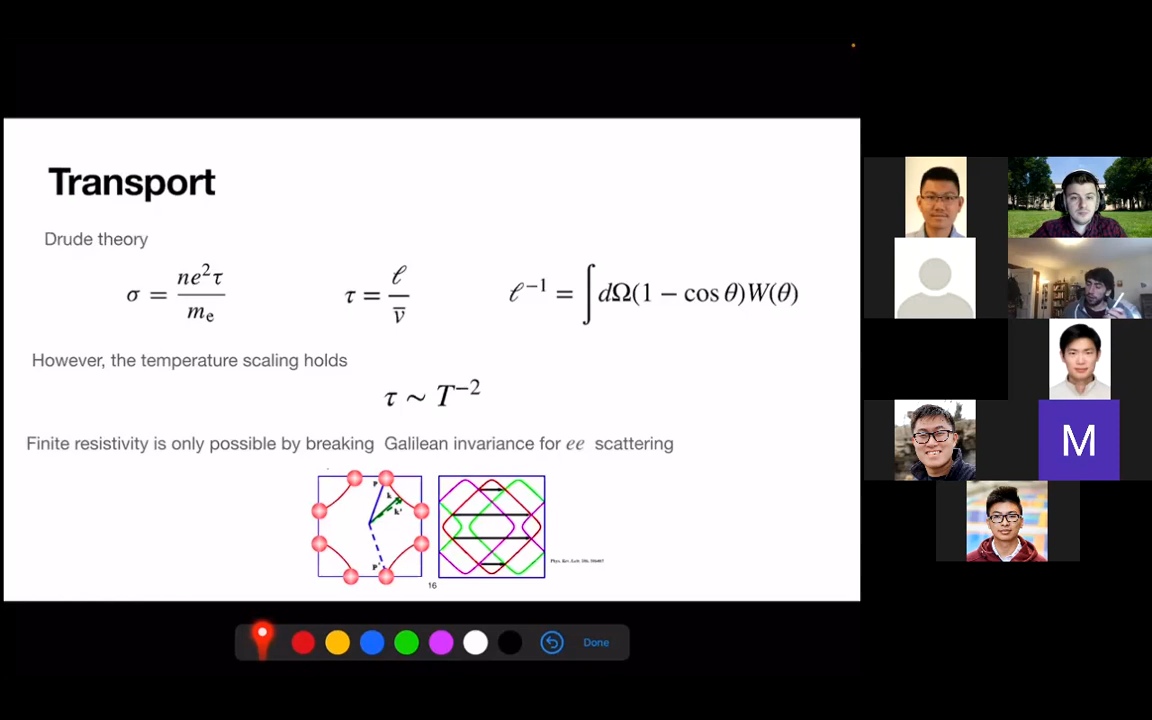 Transport
Drude theory
σ = ne²τ / mₑ
τ = ℓ / v̄
ℓ⁻¹ = ∫dΩ(1 − cos θ)W(θ)
However, the temperature scaling holds
τ ~ T⁻²
Finite resistivity is only possible by breaking Galilean invariance for ee scattering
P
k
k'
P'
16
Done
M